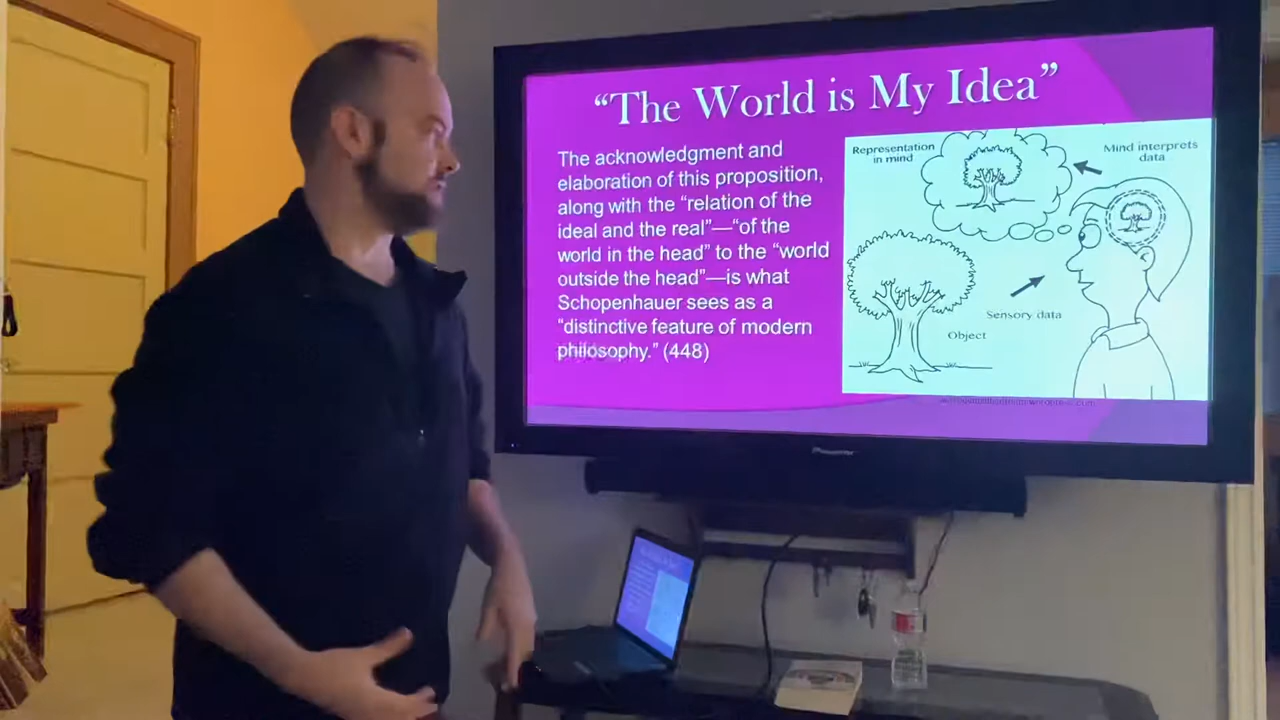 “The World is My Idea”
The acknowledgment and
elaboration of this proposition,
along with the “relation of the
ideal and the real”—“of the
world in the head” to the “world
outside the head”—is what
Schopenhauer sees as a
“distinctive feature of modern
philosophy.” (448)
Representation
in mind
Mind interprets
data
Sensory data
Object
Pioneer